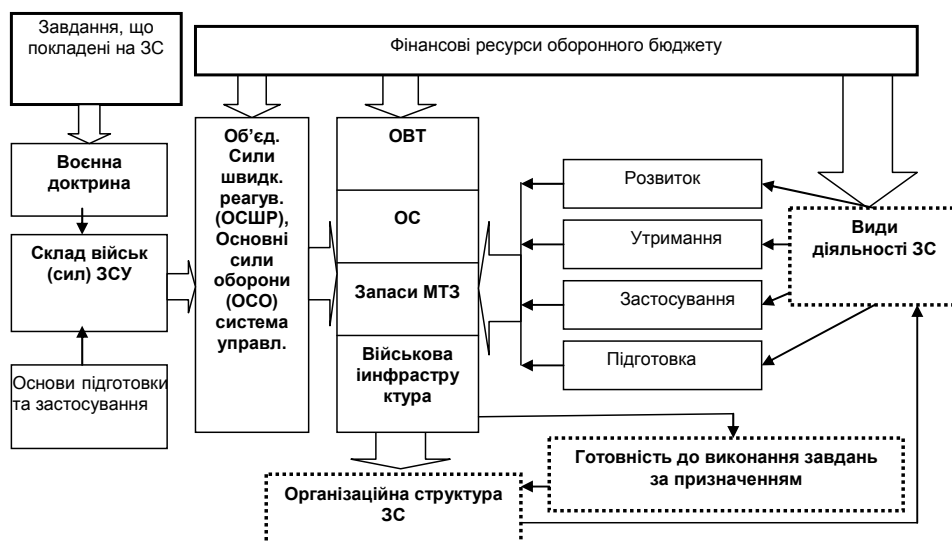 Завдання, що
покладені на ЗС
Фінансові ресурси оборонного бюджету
Воєнна
доктрина
Склад військ
(сил) ЗСУ
Основи підготовки
та застосування
Об’єд.
Сили
швидк.
реагув.
(ОСШР),
Основні
сили
оборони
(ОСО)
система
управл.
ОВТ
ОС
Запаси МТЗ
Військова
іинфрастру
ктура
Розвиток
Утримання
Застосування
Підготовка
Види
діяльності ЗС
Готовність до виконання завдань
за призначенням
Організаційна структура
ЗС